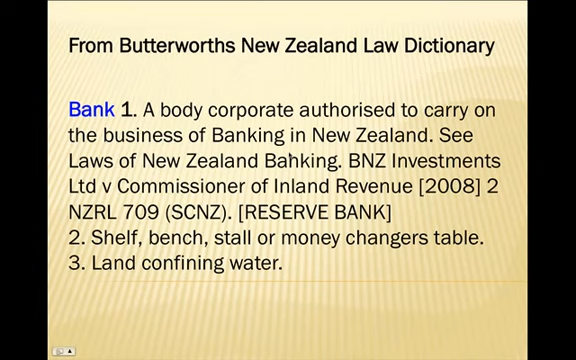 From Butterworths New Zealand Law Dictionary
Bank 1. A body corporate authorised to carry on
the business of Banking in New Zealand. See
Laws of New Zealand Banking. BNZ Investments
Ltd v Commissioner of Inland Revenue [2008] 2
NZRL 709 (SCNZ). [RESERVE BANK]
2. Shelf, bench, stall or money changers table.
3. Land confining water.